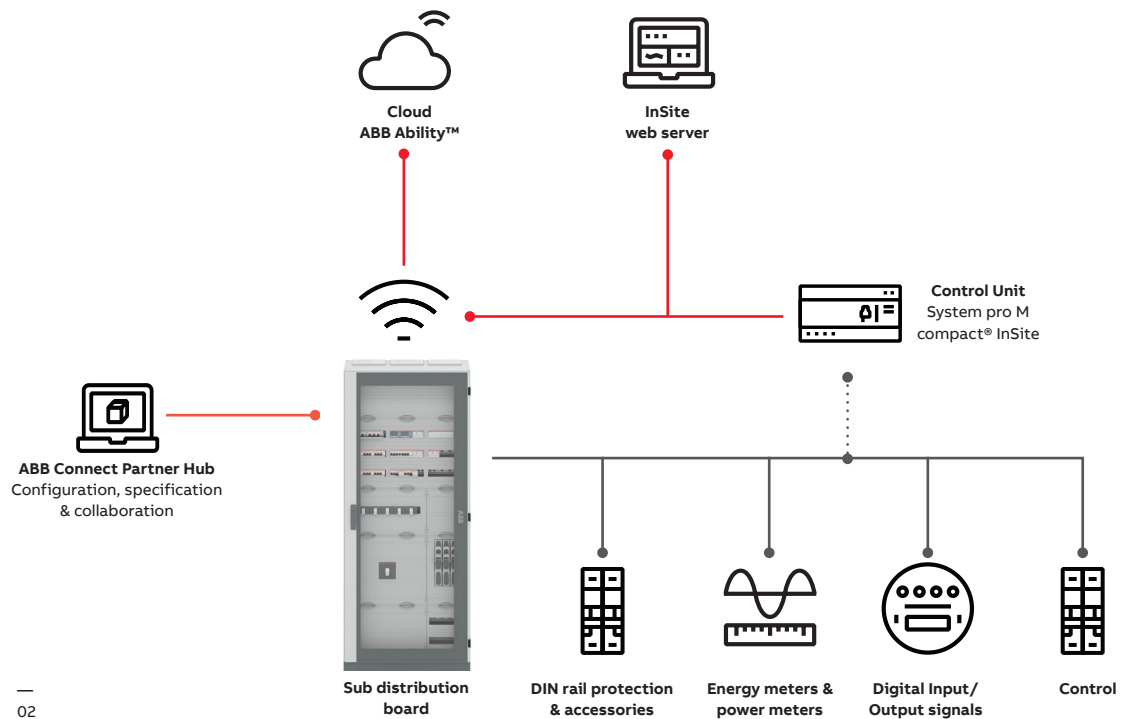 Cloud
ABB Ability™
InSite
web server
Control Unit
System pro M
compact® InSite
ABB Connect Partner Hub
Configuration, specification
& collaboration
ABB
Sub distribution
board
DIN rail protection
& accessories
Energy meters &
power meters
Digital Input/
Output signals
Control
—
02